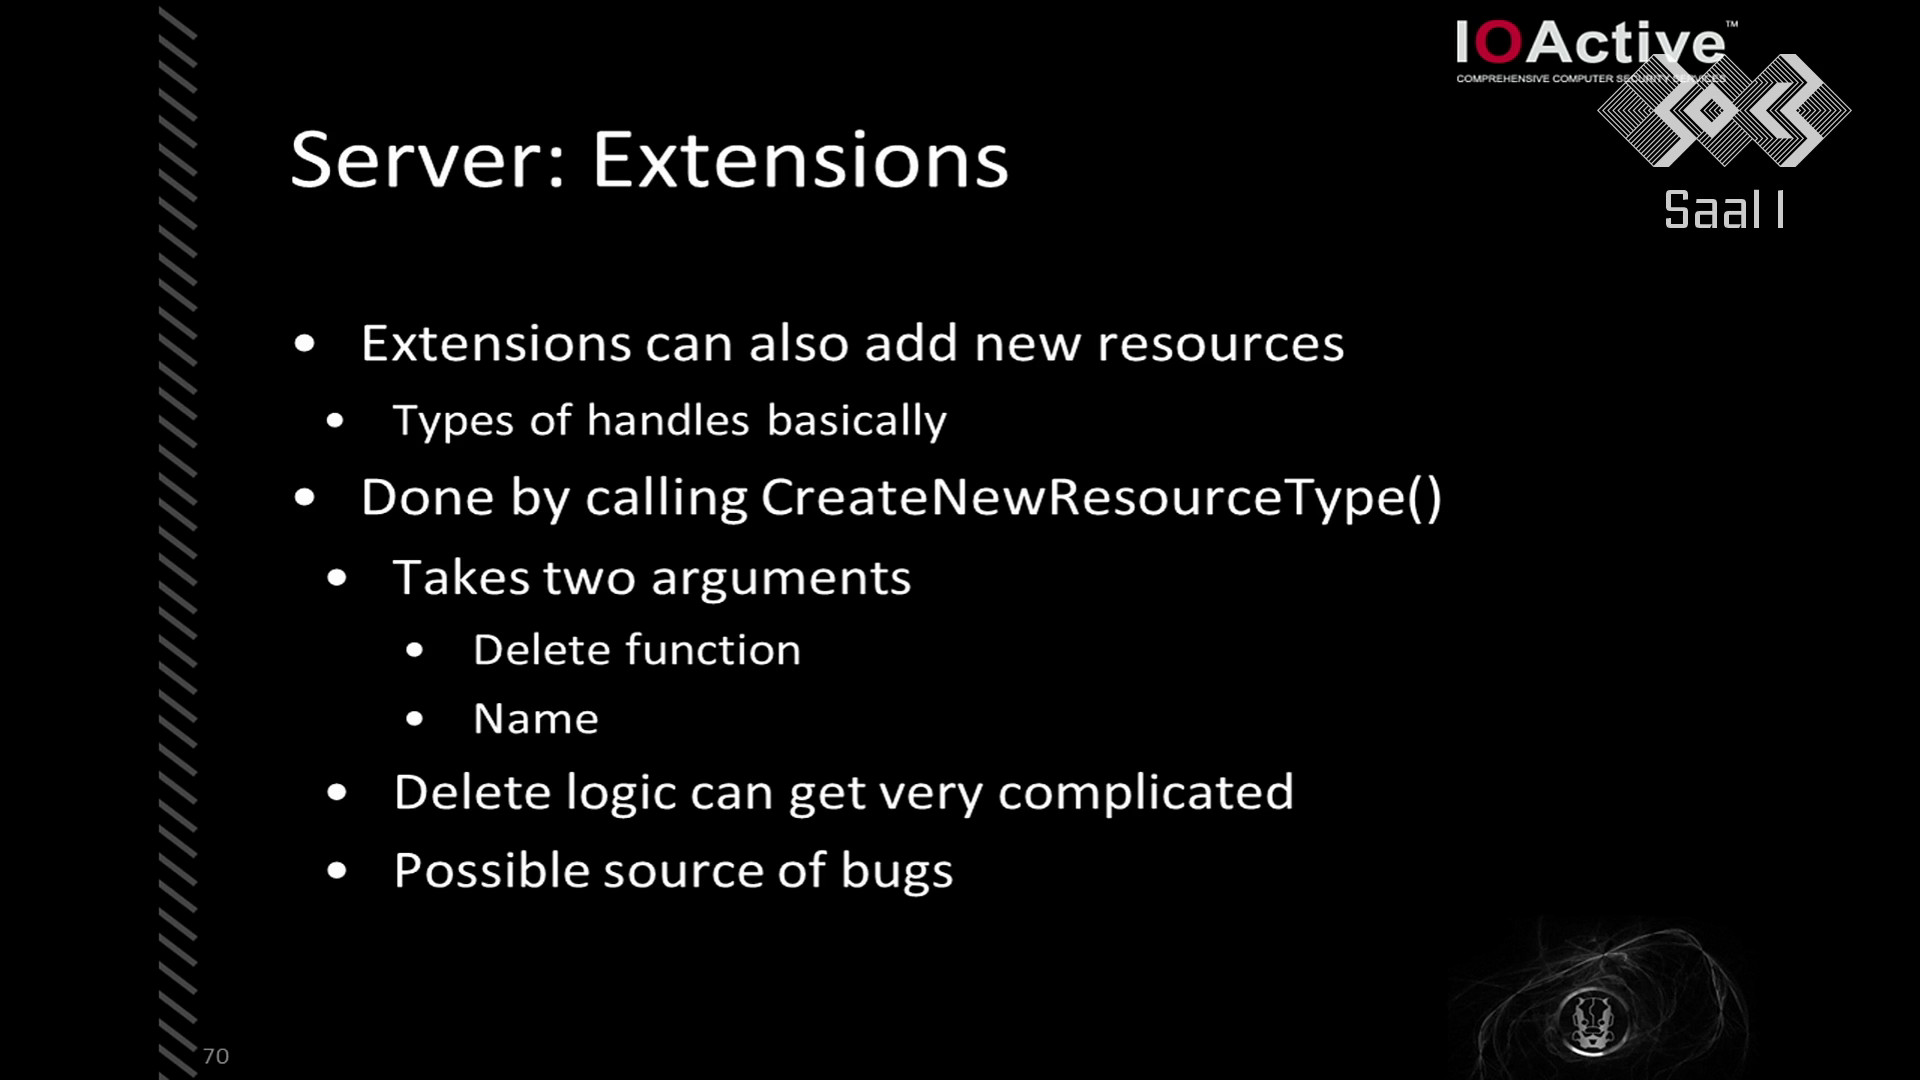 IOActive™
COMPREHENSIVE COMPUTER SECURITY SERVICES
Saal 1
Server: Extensions
• Extensions can also add new resources
• Types of handles basically
• Done by calling CreateNewResourceType()
• Takes two arguments
• Delete function
• Name
• Delete logic can get very complicated
• Possible source of bugs
70